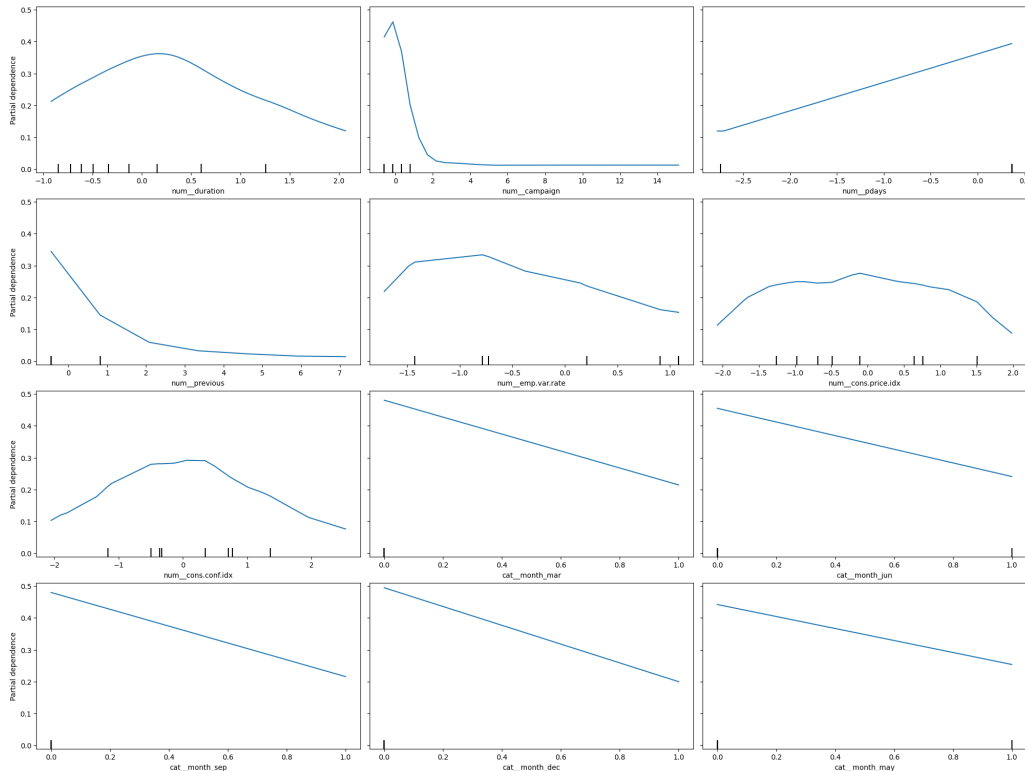 Partial dependence
0.5
0.4
0.3
0.2
0.1
0.0
−1.0 −0.5 0.0 0.5 1.0 1.5 2.0
num__duration
0 2 4 6 8 10 12 14
num__campaign
−2.5 −2.0 −1.5 −1.0 −0.5 0.0
num__pdays
Partial dependence
0.5
0.4
0.3
0.2
0.1
0.0
0 1 2 3 4 5 6 7
num__previous
−1.5 −1.0 −0.5 0.0 0.5 1.0
num__emp.var.rate
−2.0 −1.5 −1.0 −0.5 0.0 0.5 1.0 1.5 2.0
num__cons.price.idx
Partial dependence
0.5
0.4
0.3
0.2
0.1
0.0
−2 −1 0 1 2
num__cons.conf.idx
0.0 0.2 0.4 0.6 0.8 1.0
cat__month_mar
0.0 0.2 0.4 0.6 0.8 1.0
cat__month_jun
Partial dependence
0.5
0.4
0.3
0.2
0.1
0.0
0.0 0.2 0.4 0.6 0.8 1.0
cat__month_sep
0.0 0.2 0.4 0.6 0.8 1.0
cat__month_dec
0.0 0.2 0.4 0.6 0.8 1.0
cat__month_may